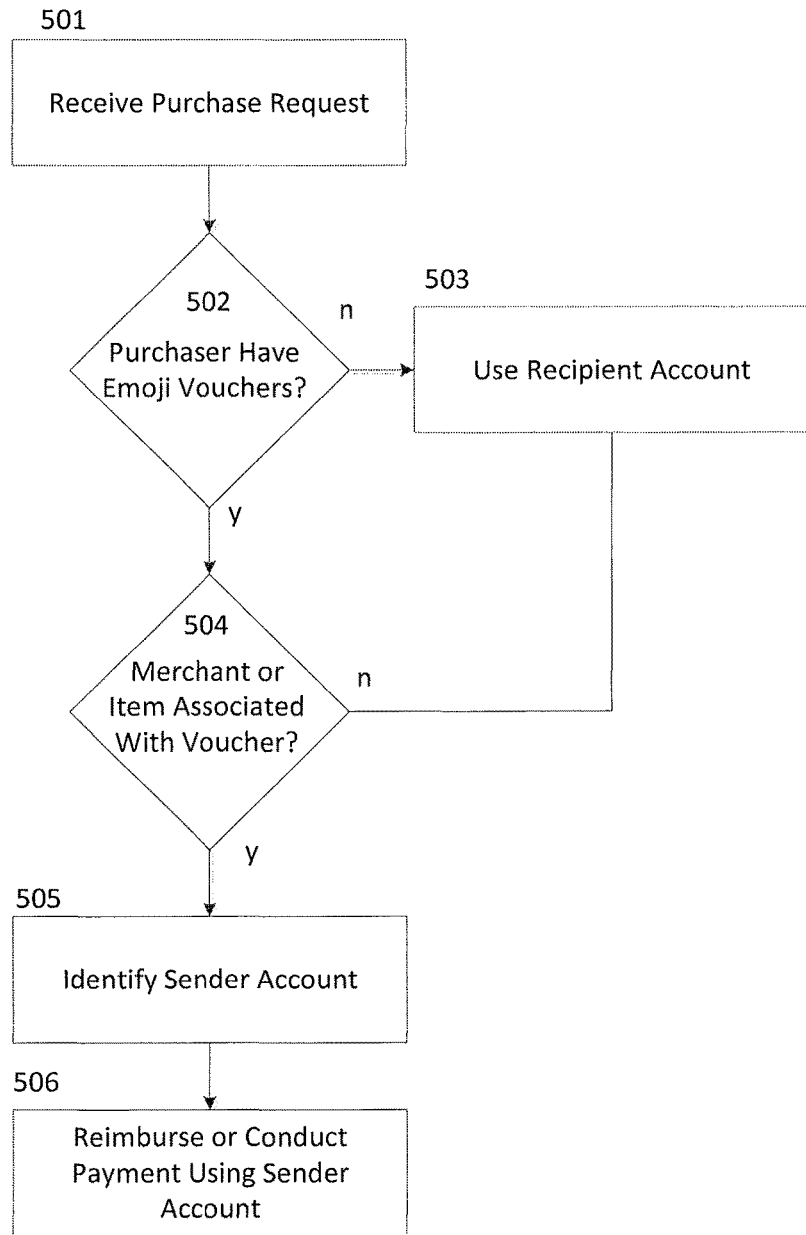 501
Receive Purchase Request
502
Purchaser Have
Emoji Vouchers?
n
503
Use Recipient Account
y
504
Merchant or
Item Associated
With Voucher?
n
y
505
Identify Sender Account
506
Reimburse or Conduct
Payment Using Sender
Account